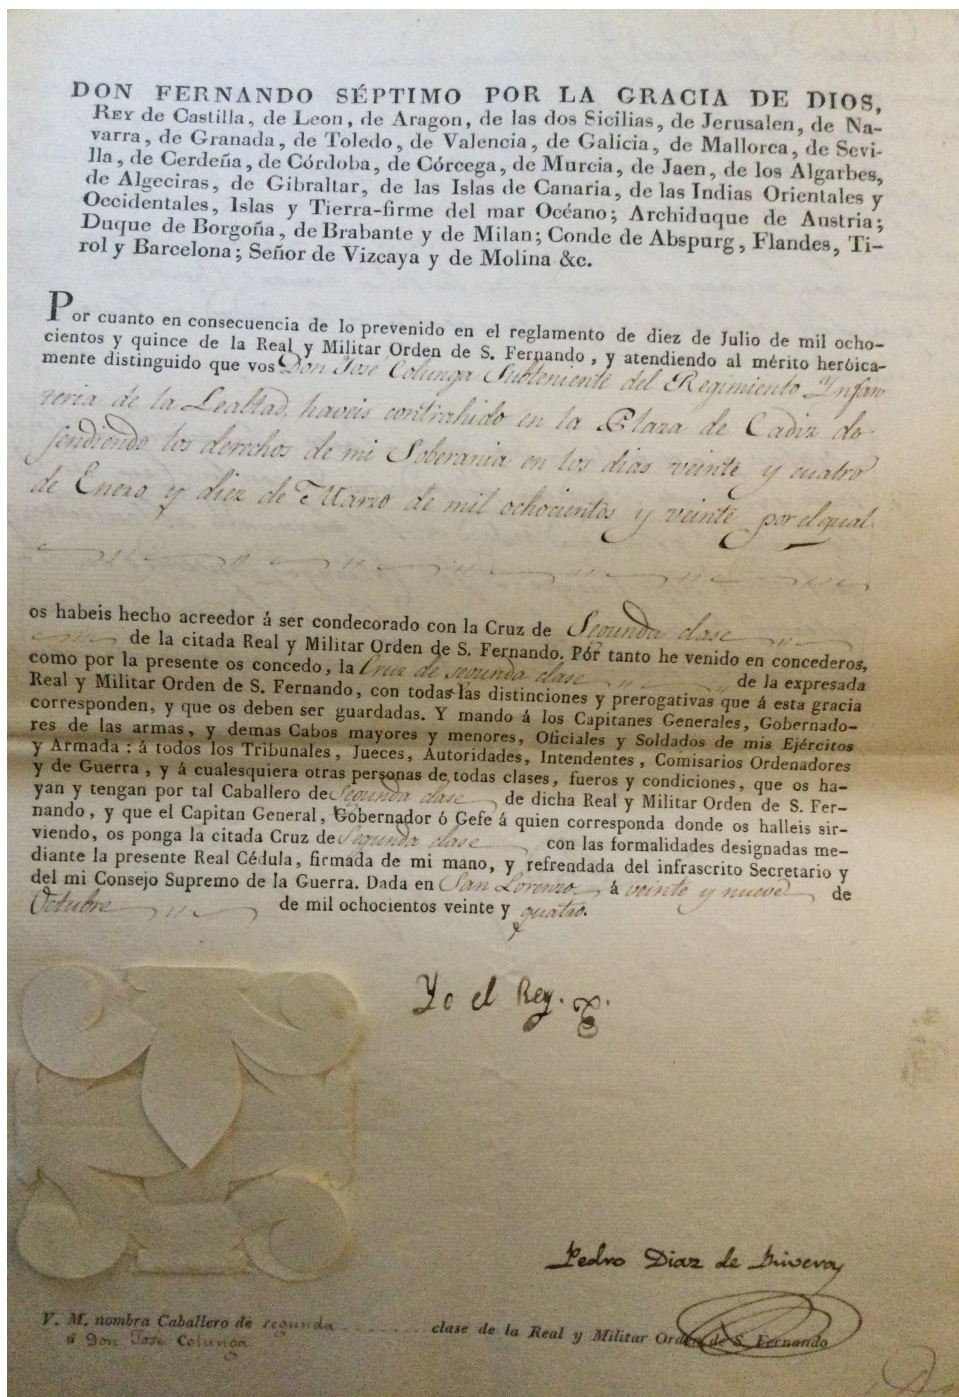 DON FERNANDO SÉPTIMO POR LA GRACIA DE DIOS,
REY de Castilla, de Leon, de Aragon, de las dos Sicilias, de Jerusalen, de Na-
varra, de Granada, de Toledo, de Valencia, de Galicia, de Mallorca, de Sevi-
lla, de Cerdeña, de Córdoba, de Córcega, de Murcia, de Jaen, de los Algarbes,
de Algeciras, de Gibraltar, de las Islas de Canaria, de las Indias Orientales y
Occidentales, Islas y Tierra-firme del mar Océano; Archiduque de Austria;
Duque de Borgoña, de Brabante y de Milan; Conde de Abspurg, Flandes, Ti-
rol y Barcelona; Señor de Vizcaya y de Molina &c.
Por cuanto en consecuencia de lo prevenido en el reglamento de diez de Julio de mil ocho-
cientos y quince de la Real y Militar Orden de S. Fernando, y atendiendo al mérito heróica-
mente distinguido que vos Don José Colunga Subteniente del Regimiento Infan
teria de la Lealtad, haveis contrahido en la Plaza de Cadiz de
fendiendo los derechos de mi Soberania en los dias veinte y cuatro
de Enero y diez de Marzo de mil ochocientos y veinte por el qual
os habeis hecho acreedor á ser condecorado con la Cruz de Segunda clase
de la citada Real y Militar Orden de S. Fernando. Por tanto he venido en concederos,
como por la presente os concedo, la Cruz de segunda clase de la expresada
Real y Militar Orden de S. Fernando, con todas las distinciones y prerogativas que á esta gracia
corresponden, y que os deben ser guardadas. Y mando á los Capitanes Generales, Gobernado-
res de las armas, y demas Cabos mayores y menores, Oficiales y Soldados de mis Ejércitos
y Armada: á todos los Tribunales, Jueces, Autoridades, Intendentes, Comisarios Ordenadores
y de Guerra, y á cualesquiera otras personas de todas clases, fueros y condiciones, que os ha-
yan y tengan por tal Caballero de Segunda clase de dicha Real y Militar Orden de S. Fer-
nando, y que el Capitan General, Gobernador ó Gefe á quien corresponda donde os halleis sir-
viendo, os ponga la citada Cruz de Segunda clase con las formalidades designadas me-
diante la presente Real Cédula, firmada de mi mano, y refrendada del infrascrito Secretario y
del mi Consejo Supremo de la Guerra. Dada en San Lorenzo á veinte y nueve de
Octubre de mil ochocientos veinte y quatro.
Yo el Rey.
Pedro Diaz de Rivera
V. M. nombra Caballero de segunda ........ clase de la Real y Militar Orden de S. Fernando
á Don José Colunga